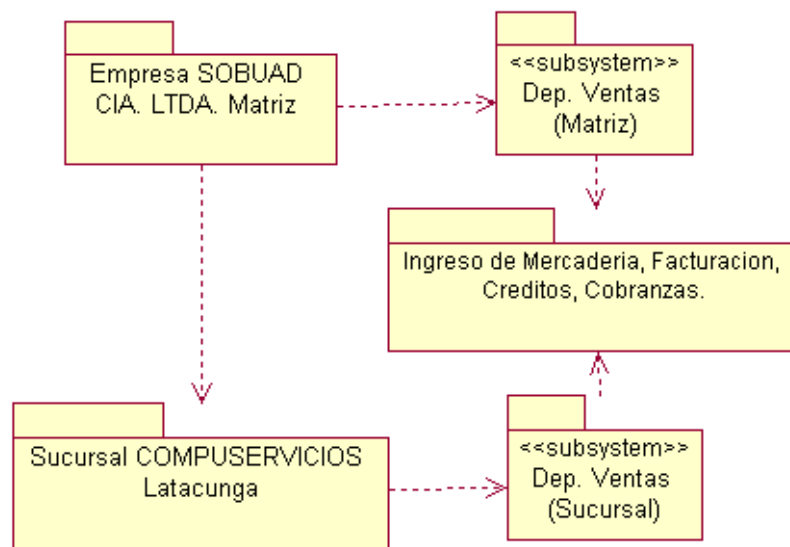 Empresa SOBUAD
CIA. LTDA. Matriz
<<subsystem>>
Dep. Ventas
(Matriz)
Ingreso de Mercaderia, Facturacion,
Creditos, Cobranzas.
Sucursal COMPUSERVICIOS
Latacunga
<<subsystem>>
Dep. Ventas
(Sucursal)